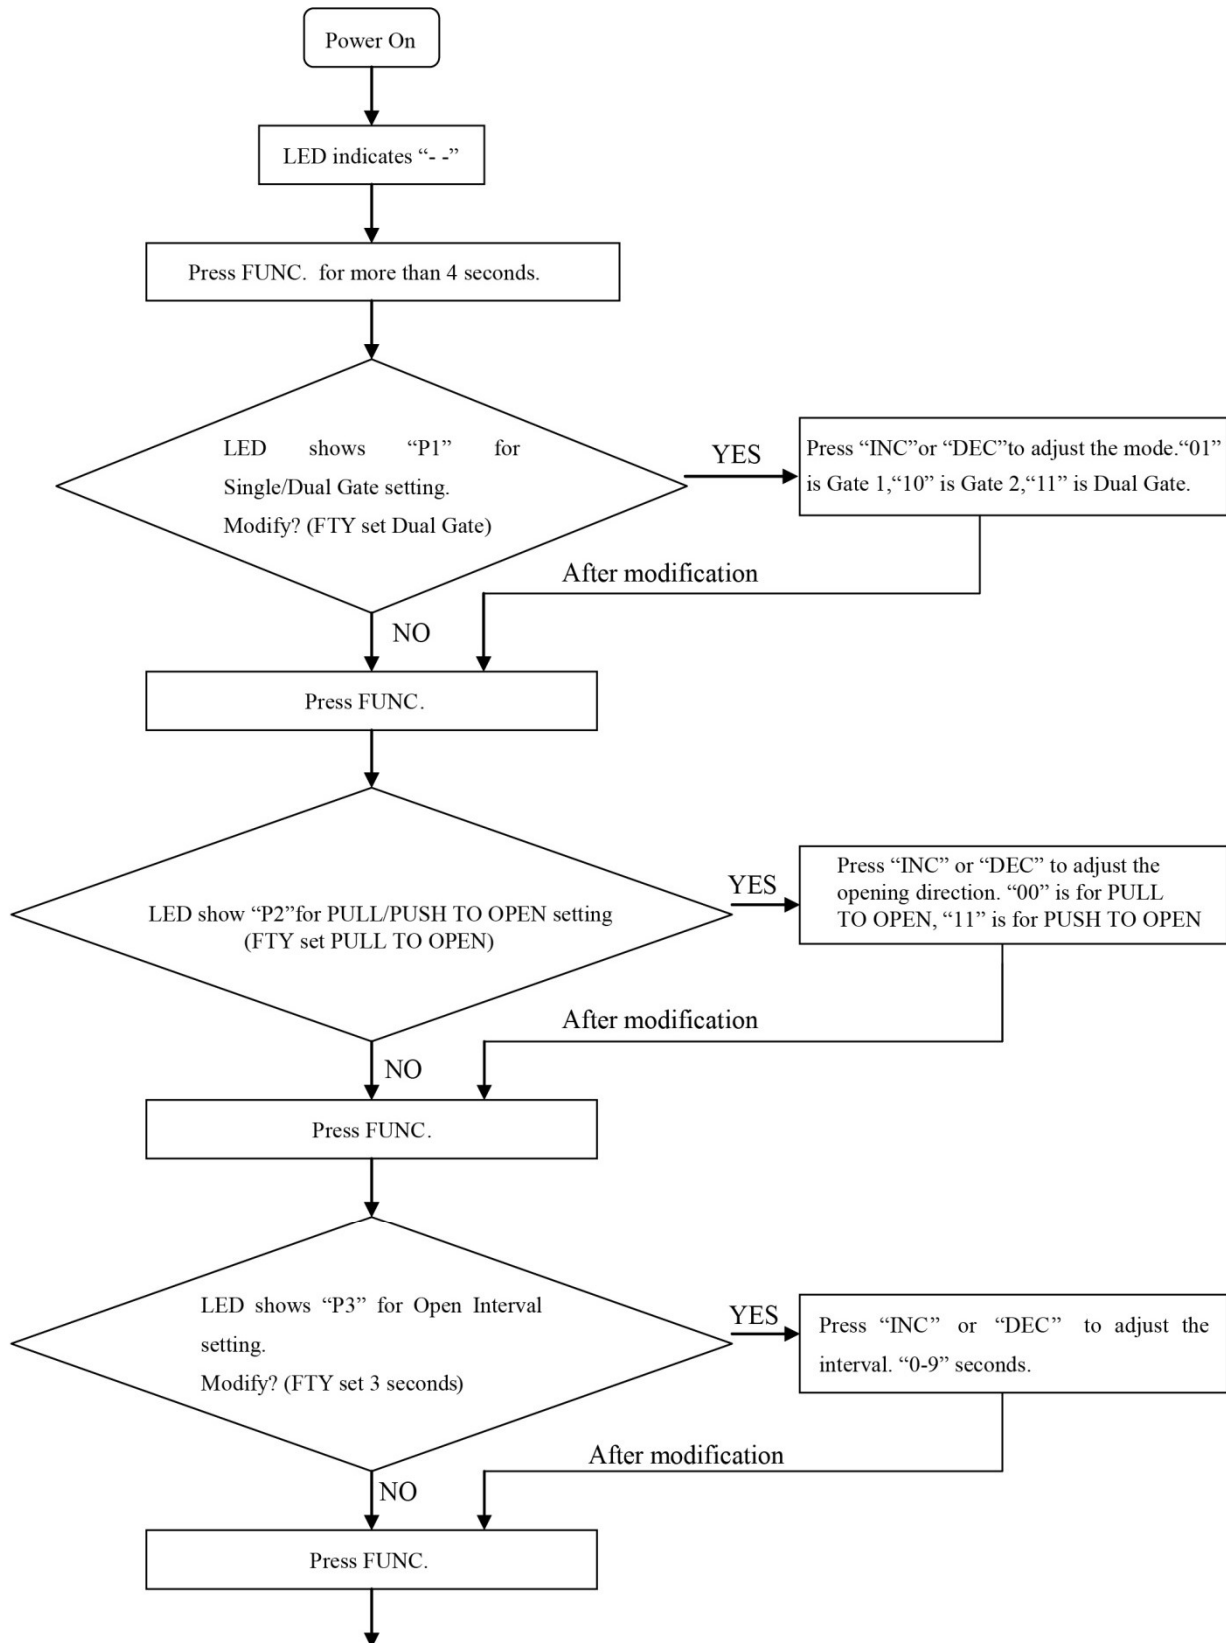 Power On
LED indicates “- -”
Press FUNC. for more than 4 seconds.
LED shows “P1” for
Single/Dual Gate setting.
Modify? (FTY set Dual Gate)
YES
Press “INC”or “DEC”to adjust the mode.“01”
is Gate 1,“10” is Gate 2,“11” is Dual Gate.
After modification
NO
Press FUNC.
LED show “P2”for PULL/PUSH TO OPEN setting
(FTY set PULL TO OPEN)
YES
Press “INC” or “DEC” to adjust the
opening direction. “00” is for PULL
TO OPEN, “11” is for PUSH TO OPEN
After modification
NO
Press FUNC.
LED shows “P3” for Open Interval
setting.
Modify? (FTY set 3 seconds)
YES
Press “INC” or “DEC” to adjust the
interval. “0-9” seconds.
After modification
NO
Press FUNC.